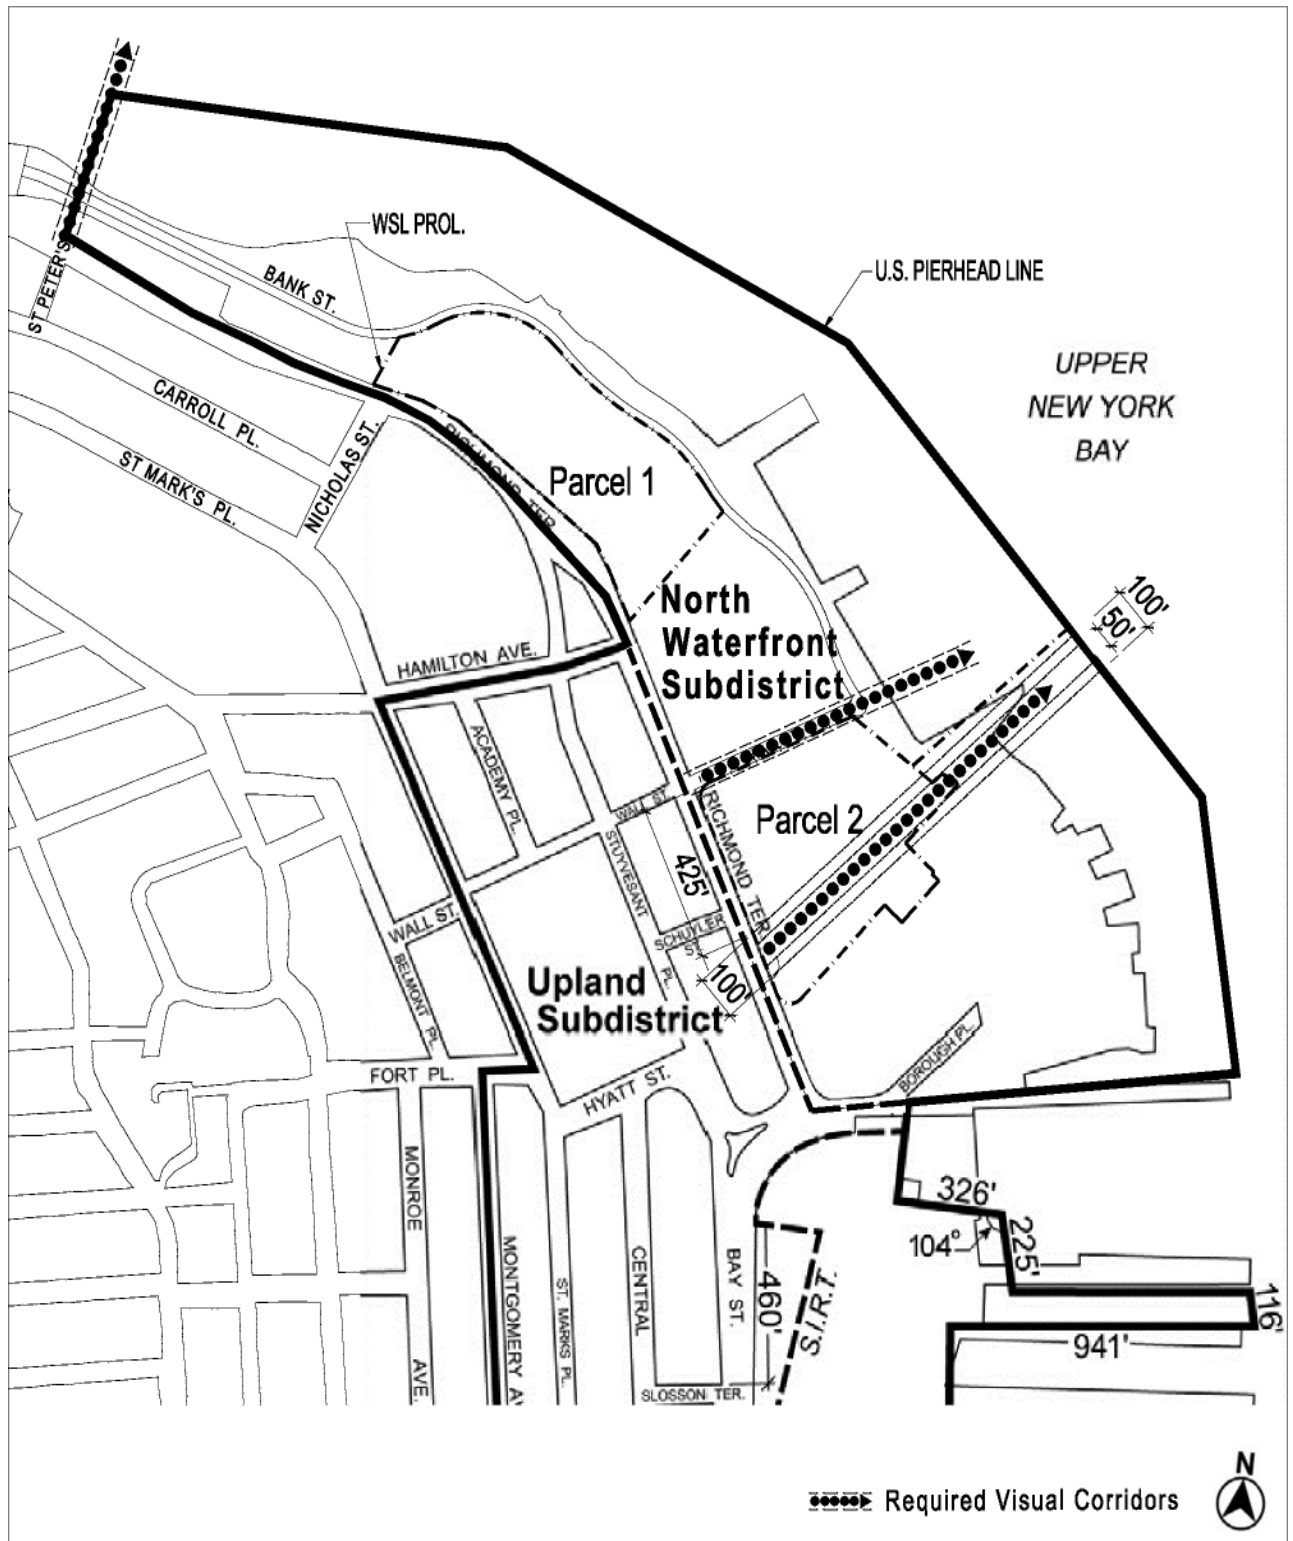 WSL PROL.
U.S. PIERHEAD LINE
BANK ST.
ST PETER'S
UPPER
NEW YORK
BAY
CARROLL PL.
ST MARK'S PL.
NICHOLAS ST.
RICHMOND TER
Parcel 1
100'
50'
North
Waterfront
Subdistrict
HAMILTON AVE.
ACADEMY PL.
WALL ST.
RICHMOND TER
Parcel 2
STUYVESANT
PL.
425'
SCHUYLER
ST
WALL ST.
BELMONT PL.
100'
Upland
Subdistrict
BOROUGH PL.
FORT PL.
HYATT ST.
MONROE
AVE.
MONTGOMERY AV
ST. MARKS PL.
CENTRAL
BAY ST.
460'
S.I.R.T.
SLOSSON TER.
326'
104°
225'
116'
941'
N
Required Visual Corridors